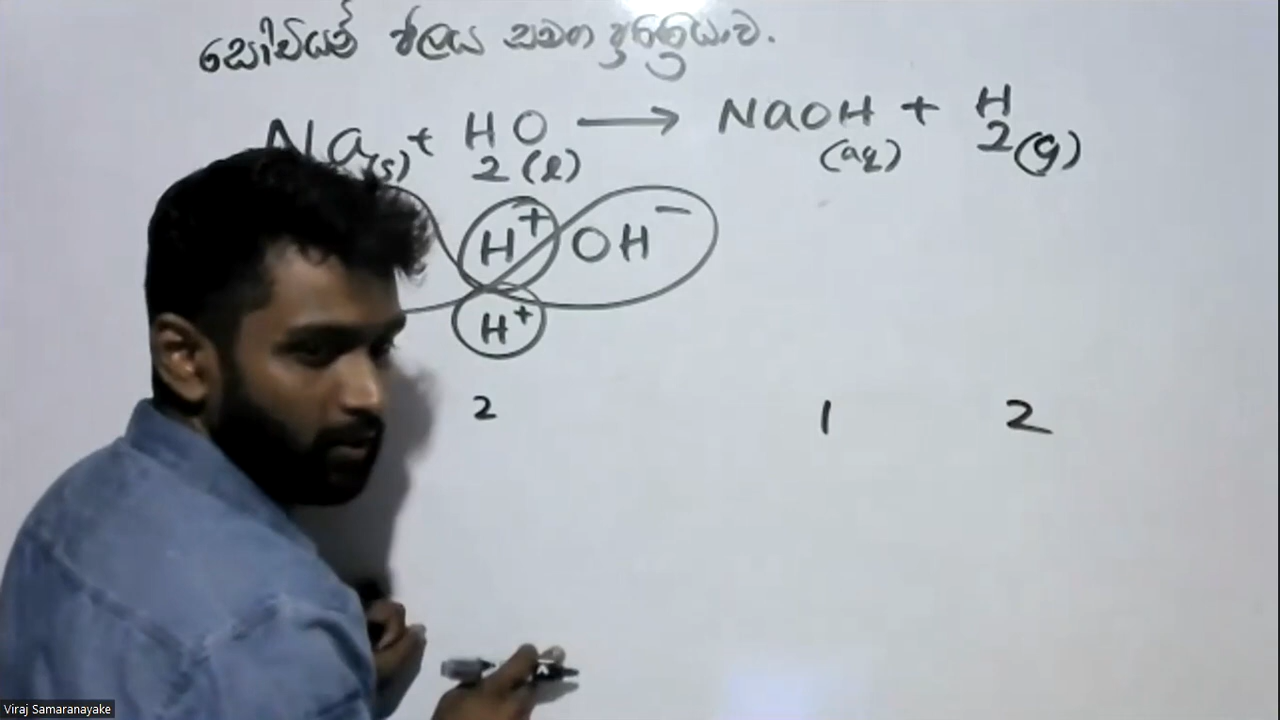 සෝඩියම් ජලය සමග ප්‍රතික්‍රියාව.
Na(s) + H2O(l) → NaOH(aq) + H2(g)
H+ OH−
H+
2 1 2
Viraj Samaranayake